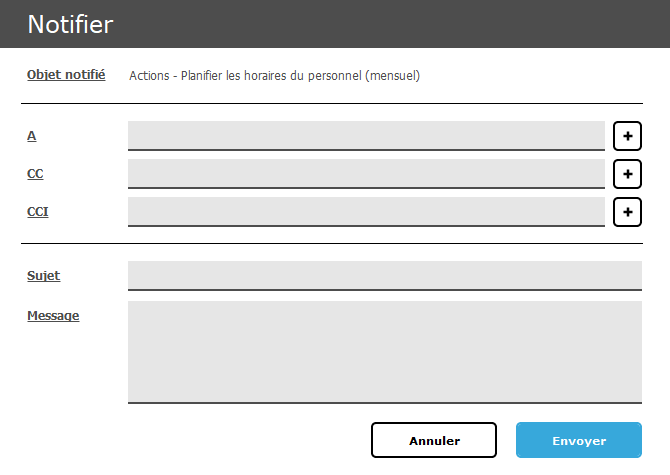 Notifier
Objet notifié Actions - Planifier les horaires du personnel (mensuel)
A +
CC +
CCI +
Sujet
Message
Annuler Envoyer